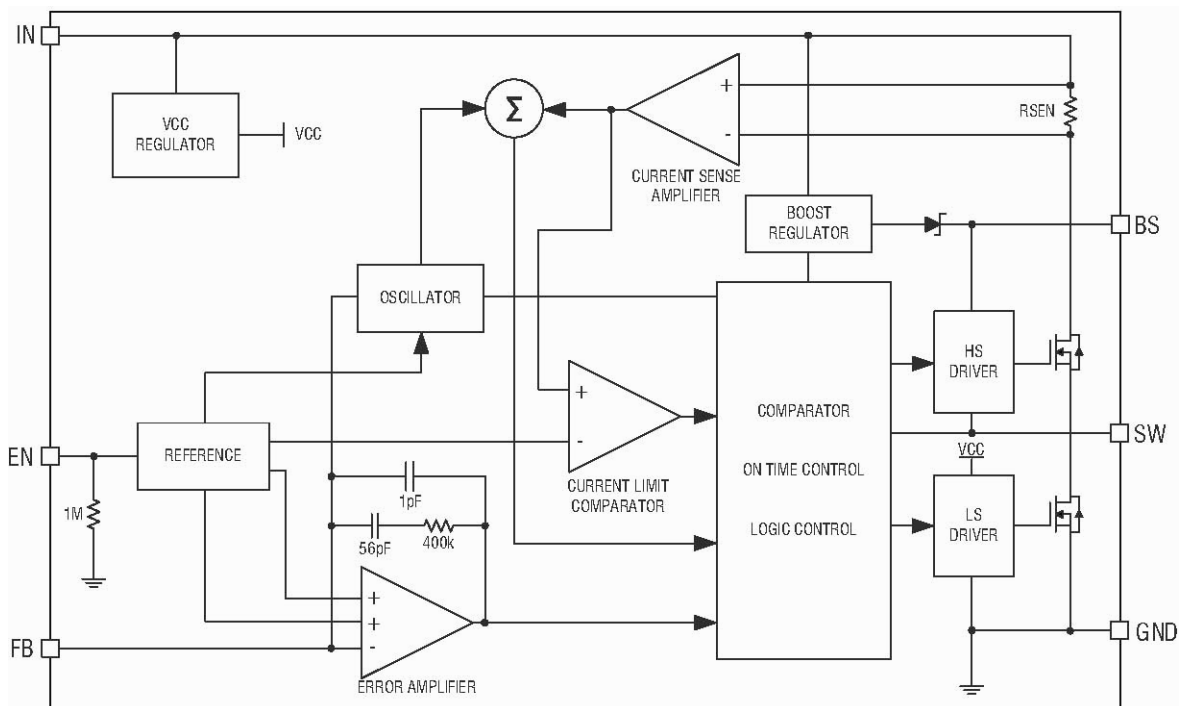 IN
VCC
REGULATOR
VCC
Σ
+
-
RSEN
CURRENT SENSE
AMPLIFIER
BOOST
REGULATOR
BS
OSCILLATOR
HS
DRIVER
+
-
COMPARATOR
ON TIME CONTROL
LOGIC CONTROL
SW
VCC
EN
REFERENCE
CURRENT LIMIT
COMPARATOR
1pF
1M
56pF
400k
LS
DRIVER
+
+
-
FB
GND
ERROR AMPLIFIER